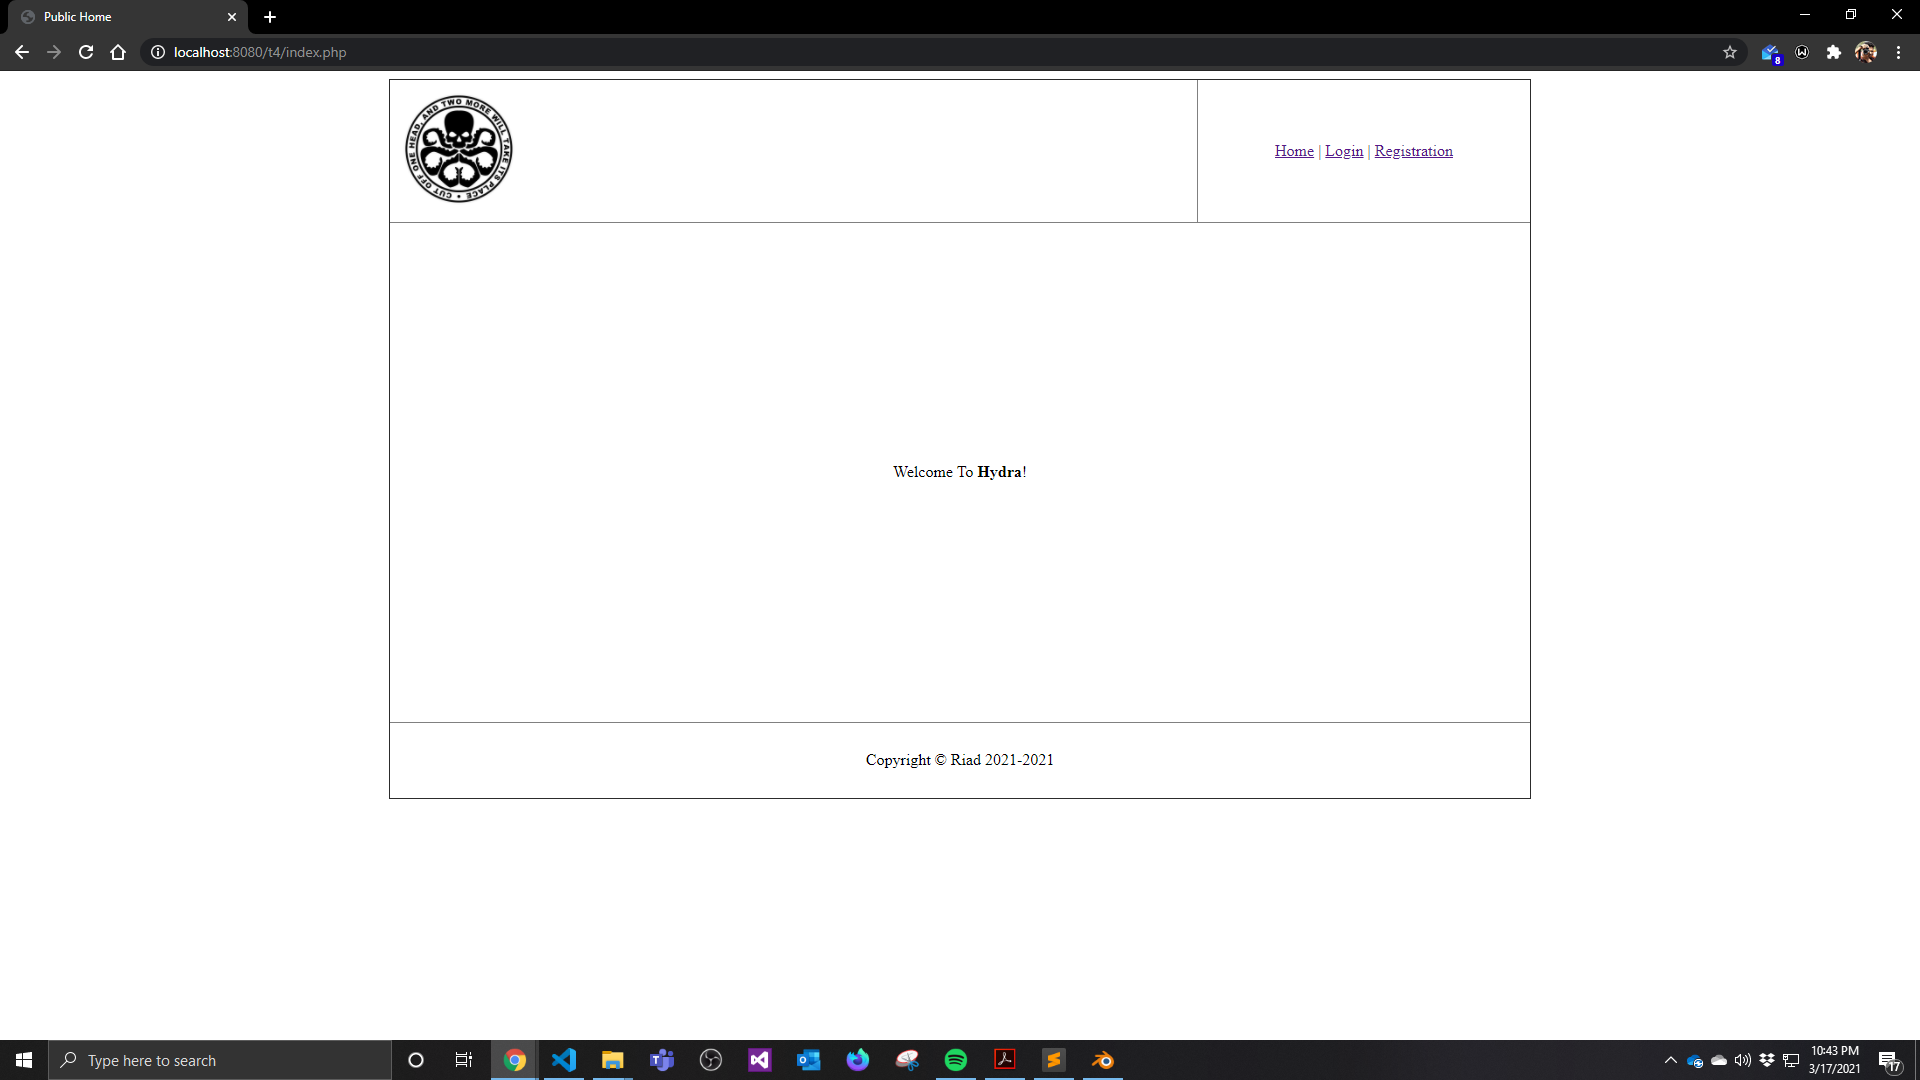 Public Home
localhost:8080/t4/index.php
8
CUT OFF ONE HEAD, AND TWO MORE WILL TAKE ITS PLACE •
Home | Login | Registration
Welcome To Hydra!
Copyright © Riad 2021-2021
Type here to search
10:43 PM
3/17/2021
17